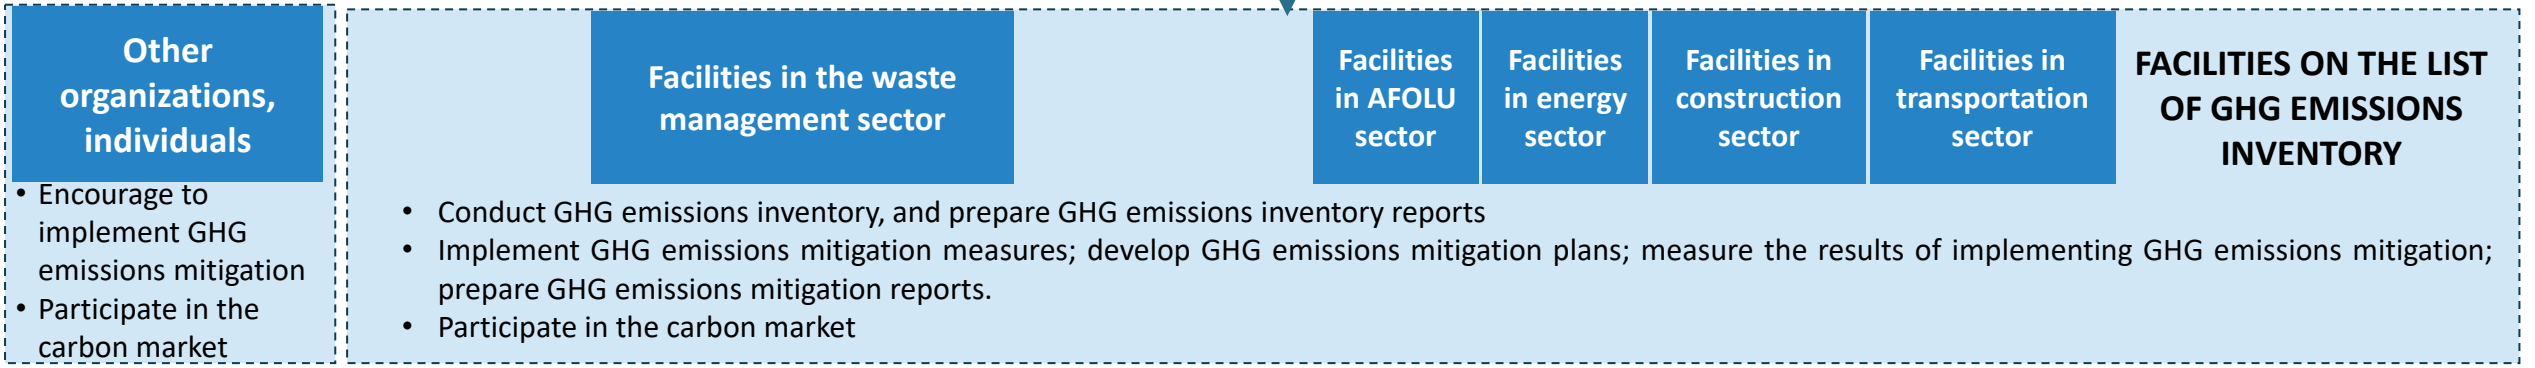 Other
organizations,
individuals
• Encourage to
implement GHG
emissions mitigation
• Participate in the
carbon market
Facilities in the waste
management sector
Facilities
in AFOLU
sector
Facilities
in energy
sector
Facilities in
construction
sector
Facilities in
transportation
sector
FACILITIES ON THE LIST
OF GHG EMISSIONS
INVENTORY
• Conduct GHG emissions inventory, and prepare GHG emissions inventory reports
• Implement GHG emissions mitigation measures; develop GHG emissions mitigation plans; measure the results of implementing GHG emissions mitigation;
prepare GHG emissions mitigation reports.
• Participate in the carbon market